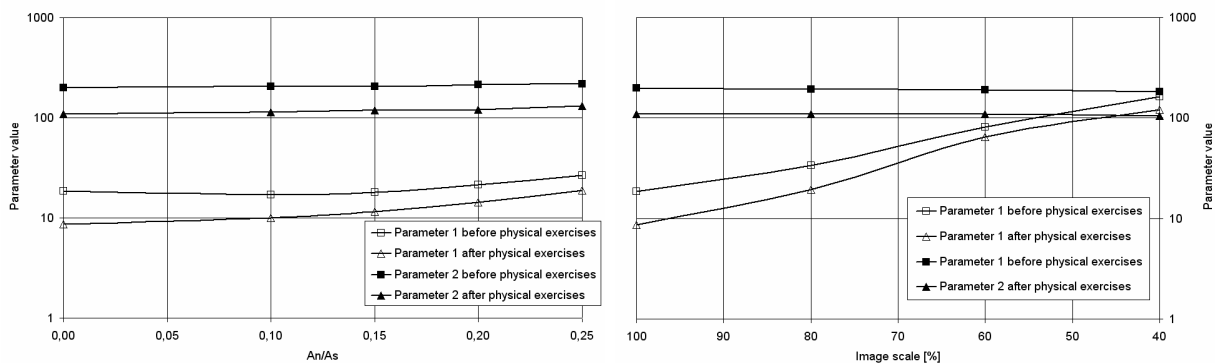 1000
100
10
1
Parameter value
0,00 0,05 0,10 0,15 0,20 0,25
An/As
Parameter 1 before physical exercises
Parameter 1 after physical exercises
Parameter 2 before physical exercises
Parameter 2 after physical exercises
1000
100
10
1
Parameter value
100 90 80 70 60 50 40
Image scale [%]
Parameter 1 before physical exercises
Parameter 1 after physical exercises
Parameter 1 before physical exercises
Parameter 2 after physical exercises